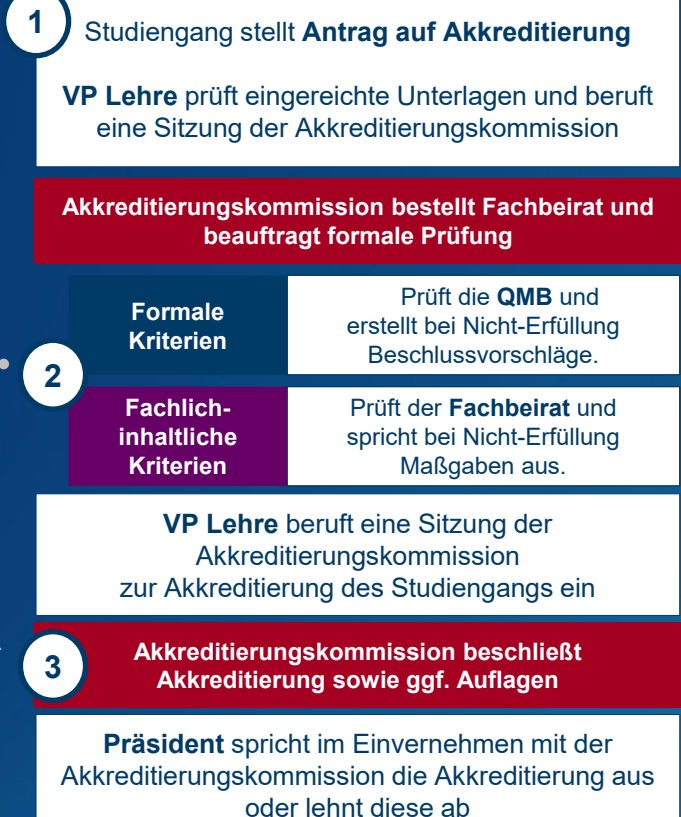 1
Studiengang stellt Antrag auf Akkreditierung
VP Lehre prüft eingereichte Unterlagen und beruft
eine Sitzung der Akkreditierungskommission
Akkreditierungskommission bestellt Fachbeirat und
beauftragt formale Prüfung
2
Formale
Kriterien
Prüft die QMB und
erstellt bei Nicht-Erfüllung
Beschlussvorschläge.
Fachlich-
inhaltliche
Kriterien
Prüft der Fachbeirat und
spricht bei Nicht-Erfüllung
Maßgaben aus.
VP Lehre beruft eine Sitzung der
Akkreditierungskommission
zur Akkreditierung des Studiengangs ein
3
Akkreditierungskommission beschließt
Akkreditierung sowie ggf. Auflagen
Präsident spricht im Einvernehmen mit der
Akkreditierungskommission die Akkreditierung aus
oder lehnt diese ab